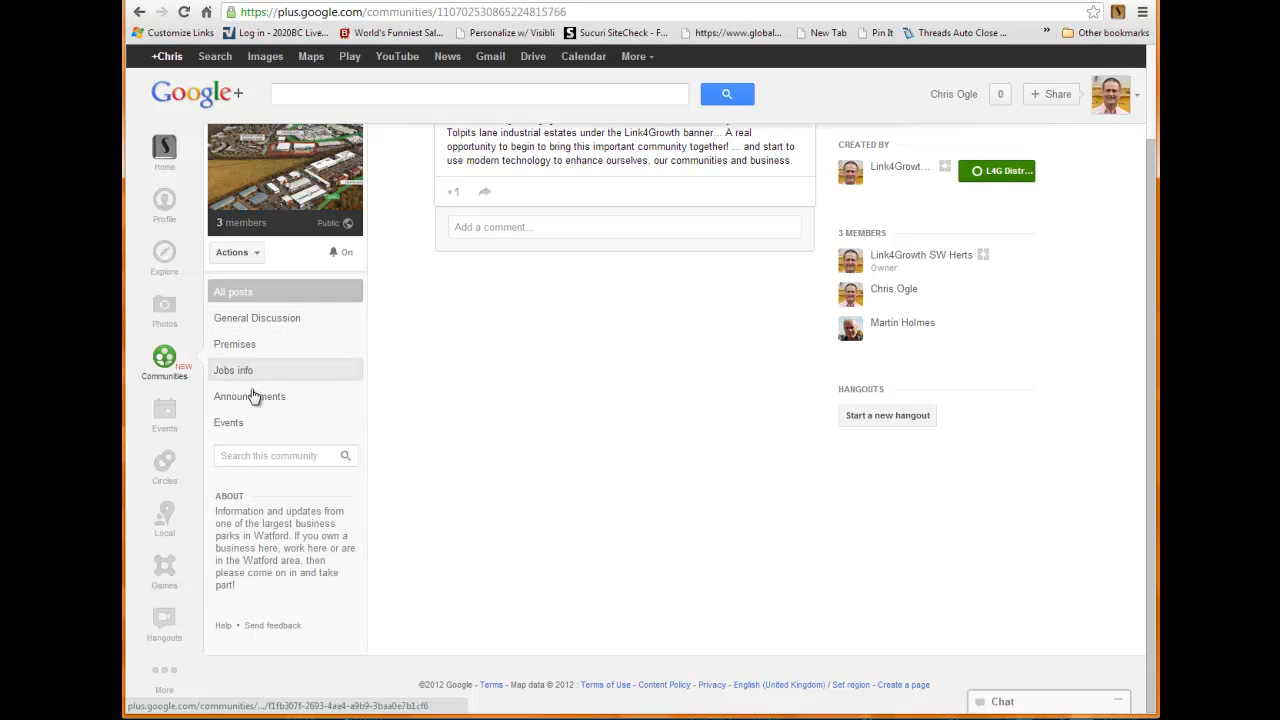 https://plus.google.com/communities/110702530865224815766
Customize Links
Log in - 2020BC Live...
World's Funniest Sal...
Personalize w/ Visibli
Sucuri SiteCheck - F...
https://www.global...
New Tab
Pin It
Threads Auto Close ...
»
Other bookmarks
+Chris Search Images Maps Play YouTube News Gmail Drive Calendar More
Google+
Chris Ogle
0
+ Share
Tolpits lane industrial estates under the Link4Growth banner... A real
opportunity to begin to bring this important community together! ... and start to
use modern technology to enhance ourselves, our communities and business.
+1
Add a comment...
CREATED BY
Link4Growt...
L4G Distr...
3 MEMBERS
Link4Growth SW Herts
Owner
Chris Ogle
Martin Holmes
HANGOUTS
Start a new hangout
Home
Profile
Explore
Photos
NEW
Communities
Events
Circles
Local
Games
Hangouts
More
3 members
Public
Actions
On
All posts
General Discussion
Premises
Jobs info
Announcements
Events
Search this community
ABOUT
Information and updates from
one of the largest business
parks in Watford. If you own a
business here, work here or are
in the Watford area, then
please come on in and take
part!
Help • Send feedback
©2012 Google - Terms - Map data © 2012 : Terms of Use - Content Policy - Privacy - English (United Kingdom) / Set region - Create a page
Chat
plus.google.com/communities/.../f1fb307f-2693-4ae4-a9b9-3baa0e7b1cf6